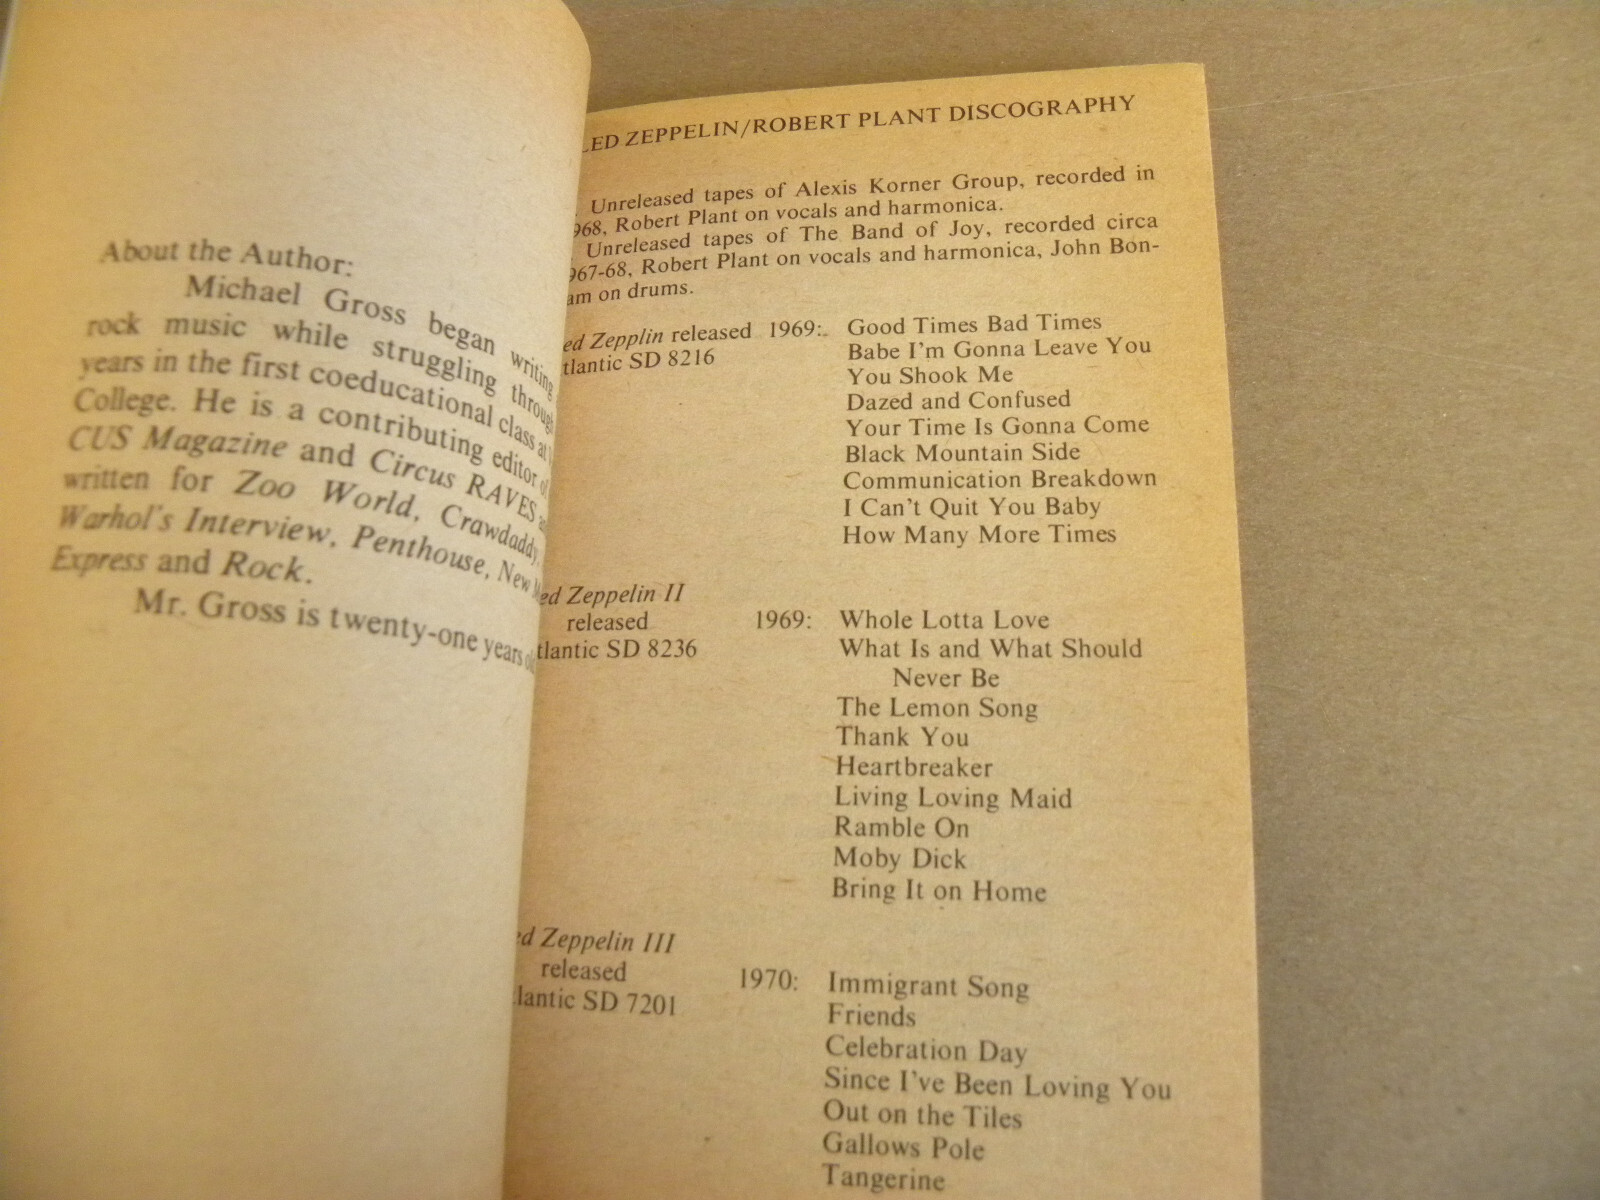 About the Author:
Michael Gross began writing
rock music while struggling through
years in the first coeducational class at
College. He is a contributing editor of
CUS Magazine and Circus RAVES
written for Zoo World, Crawdaddy,
Warhol's Interview, Penthouse, New
Express and Rock.
Mr. Gross is twenty-one years
LED ZEPPELIN/ROBERT PLANT DISCOGRAPHY
Unreleased tapes of Alexis Korner Group, recorded in
968, Robert Plant on vocals and harmonica.
Unreleased tapes of The Band of Joy, recorded circa
967-68, Robert Plant on vocals and harmonica, John Bon-
am on drums.
ed Zepplin released 1969: Good Times Bad Times
tlantic SD 8216 Babe I'm Gonna Leave You
You Shook Me
Dazed and Confused
Your Time Is Gonna Come
Black Mountain Side
Communication Breakdown
I Can't Quit You Baby
How Many More Times
ed Zeppelin II
released 1969: Whole Lotta Love
tlantic SD 8236 What Is and What Should
Never Be
The Lemon Song
Thank You
Heartbreaker
Living Loving Maid
Ramble On
Moby Dick
Bring It on Home
ed Zeppelin III
released 1970: Immigrant Song
lantic SD 7201 Friends
Celebration Day
Since I've Been Loving You
Out on the Tiles
Gallows Pole
Tangerine